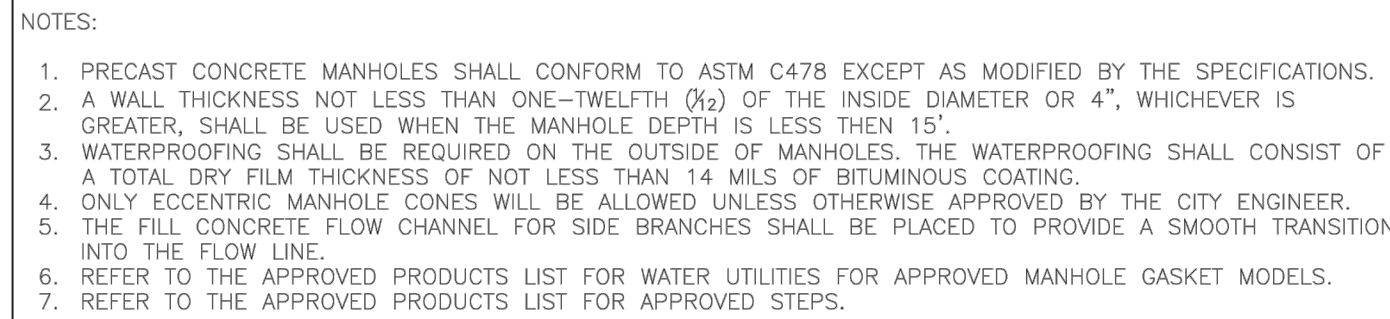 NOTES:
1. PRECAST CONCRETE MANHOLES SHALL CONFORM TO ASTM C478 EXCEPT AS MODIFIED BY THE SPECIFICATIONS.
2. A WALL THICKNESS NOT LESS THAN ONE-TWELFTH (1/12) OF THE INSIDE DIAMETER OR 4", WHICHEVER IS
GREATER, SHALL BE USED WHEN THE MANHOLE DEPTH IS LESS THEN 15'.
3. WATERPROOFING SHALL BE REQUIRED ON THE OUTSIDE OF MANHOLES. THE WATERPROOFING SHALL CONSIST OF
A TOTAL DRY FILM THICKNESS OF NOT LESS THAN 14 MILS OF BITUMINOUS COATING.
4. ONLY ECCENTRIC MANHOLE CONES WILL BE ALLOWED UNLESS OTHERWISE APPROVED BY THE CITY ENGINEER.
5. THE FILL CONCRETE FLOW CHANNEL FOR SIDE BRANCHES SHALL BE PLACED TO PROVIDE A SMOOTH TRANSITION
INTO THE FLOW LINE.
6. REFER TO THE APPROVED PRODUCTS LIST FOR WATER UTILITIES FOR APPROVED MANHOLE GASKET MODELS.
7. REFER TO THE APPROVED PRODUCTS LIST FOR APPROVED STEPS.